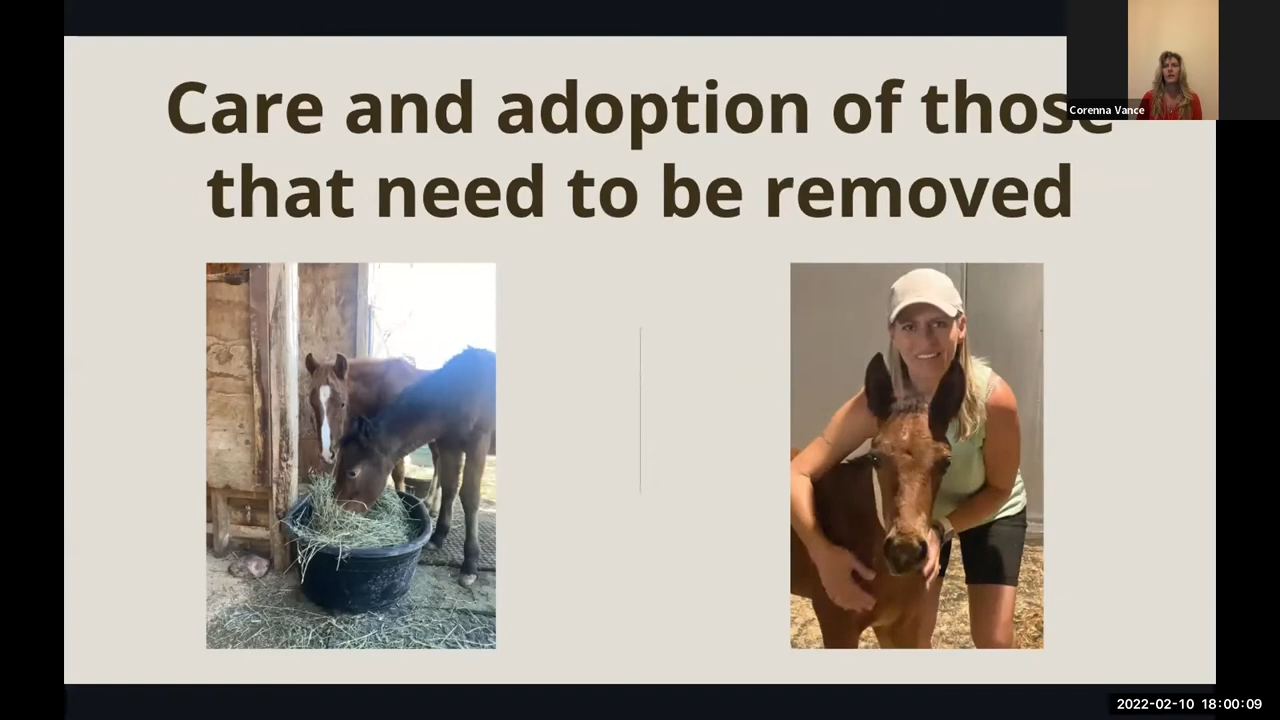 Care and adoption of those
that need to be removed
Corenna Vance
2022-02-10 18:00:09